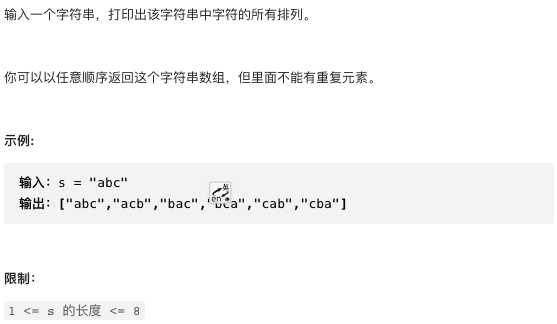 输入一个字符串，打印出该字符串中字符的所有排列。
你可以以任意顺序返回这个字符串数组，但里面不能有重复元素。
示例:
输入：s = "abc"
输出：["abc","acb","bac","bca","cab","cba"]
限制：
1 <= s 的长度 <= 8